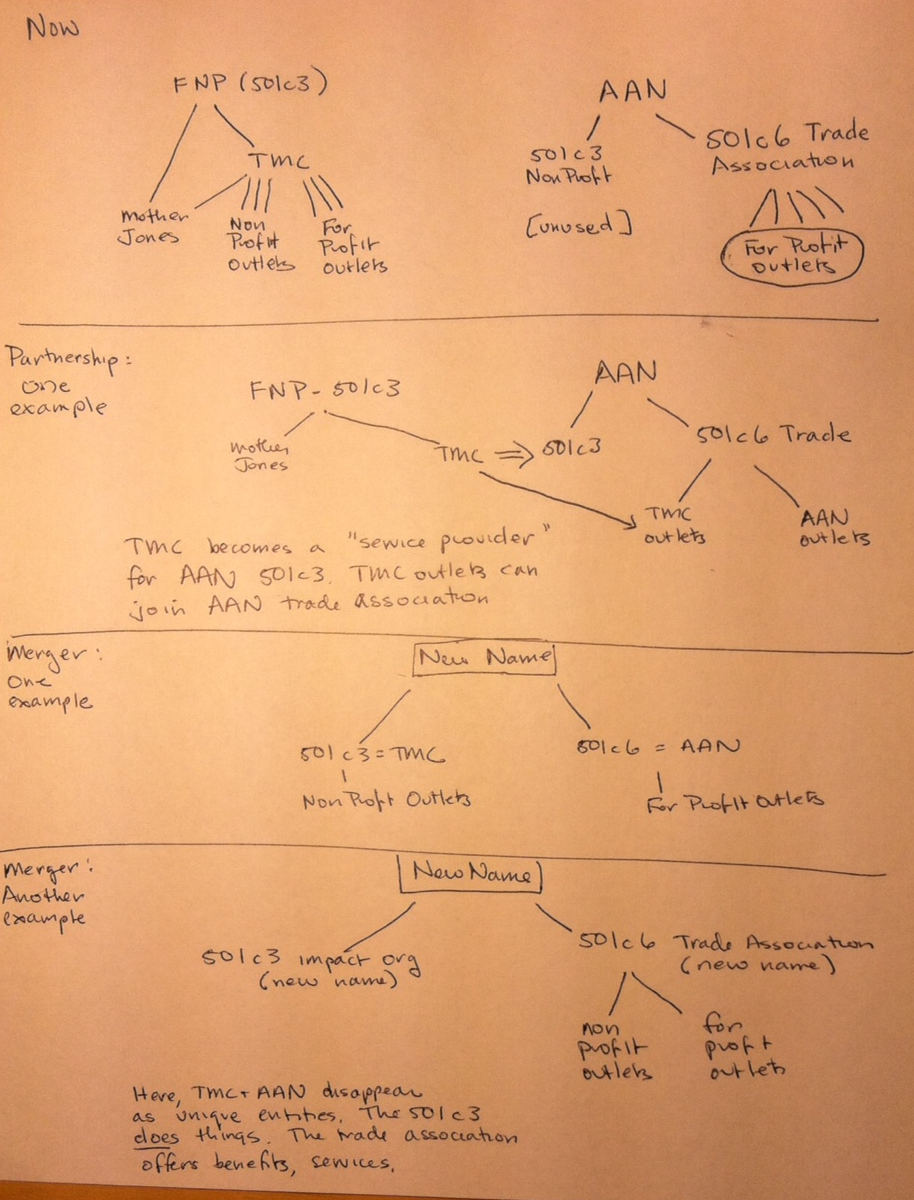 Now
FNP (501c3)
TMC
mother
Jones
Non
Profit
outlets
For
Profit
outlets
AAN
501c3
NonProfit
[unused]
501c6 Trade
Association
For Profit
outlets
Partnership:
one
example
FNP - 501c3
mother
Jones
TMC ⇒ 501c3
AAN
501c6 Trade
TMC
outlets
AAN
outlets
TMC becomes a "service provider"
for AAN 501c3. TMC outlets can
join AAN trade association
Merger:
One
example
New Name
501c3 = TMC
NonProfit Outlets
501c6 = AAN
For Profit Outlets
Merger:
Another
example
New Name
501c3 impact org
(new name)
501c6 Trade Association
(new name)
non
profit
outlets
for
profit
outlets
Here, TMC + AAN disappear
as unique entities. The 501c3
does things. The trade association
offers benefits, services.